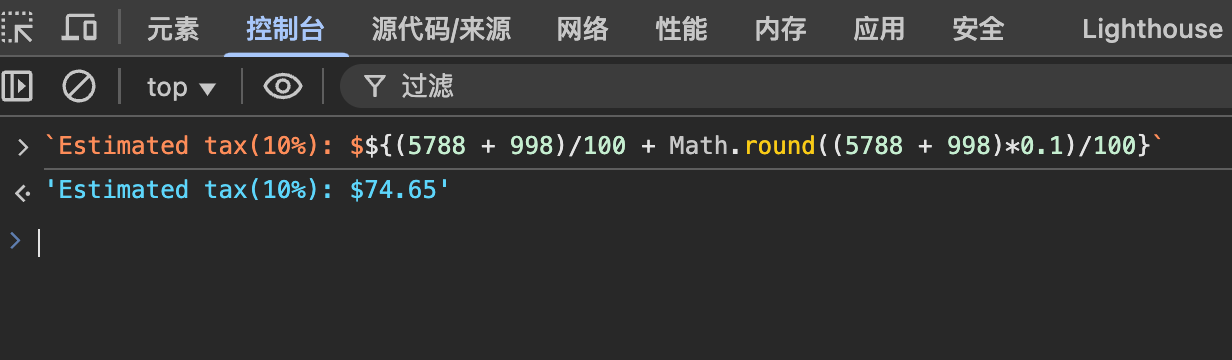 元素 控制台 源代码/来源 网络 性能 内存 应用 安全 Lighthouse
top ▼ 过滤
> `Estimated tax(10%): $${(5788 + 998)/100 + Math.round((5788 + 998)*0.1)/100}`
'Estimated tax(10%): $74.65'
>